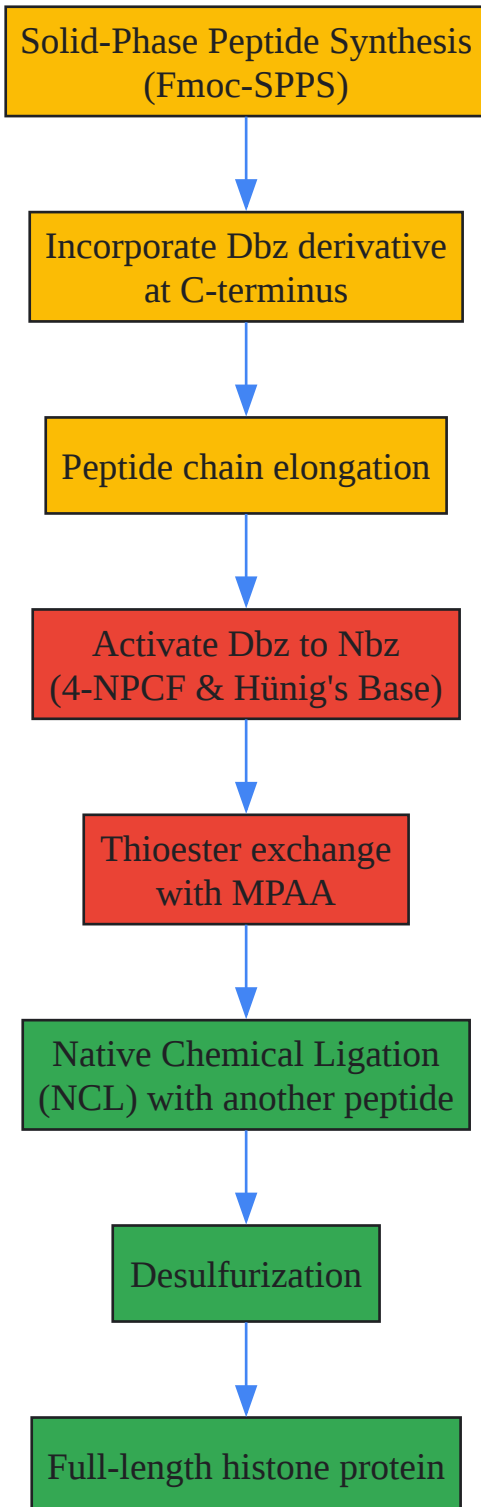 Solid-Phase Peptide Synthesis
(Fmoc-SPPS)
Incorporate Dbz derivative
at C-terminus
Peptide chain elongation
Activate Dbz to Nbz
(4-NPCF & Hünig's Base)
Thioester exchange
with MPAA
Native Chemical Ligation
(NCL) with another peptide
Desulfurization
Full-length histone protein